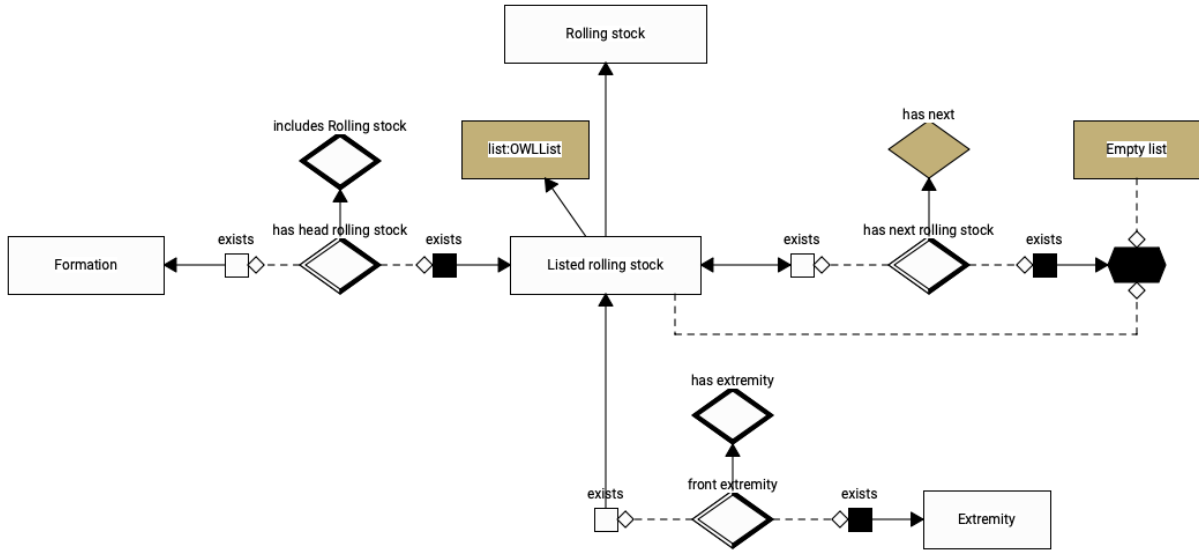 Rolling stock
has next
includes Rolling stock
list:OWLList
Empty list
exists
has head rolling stock
exists
exists
has next rolling stock
exists
Formation
Listed rolling stock
has extremity
front extremity
exists
exists
Extremity